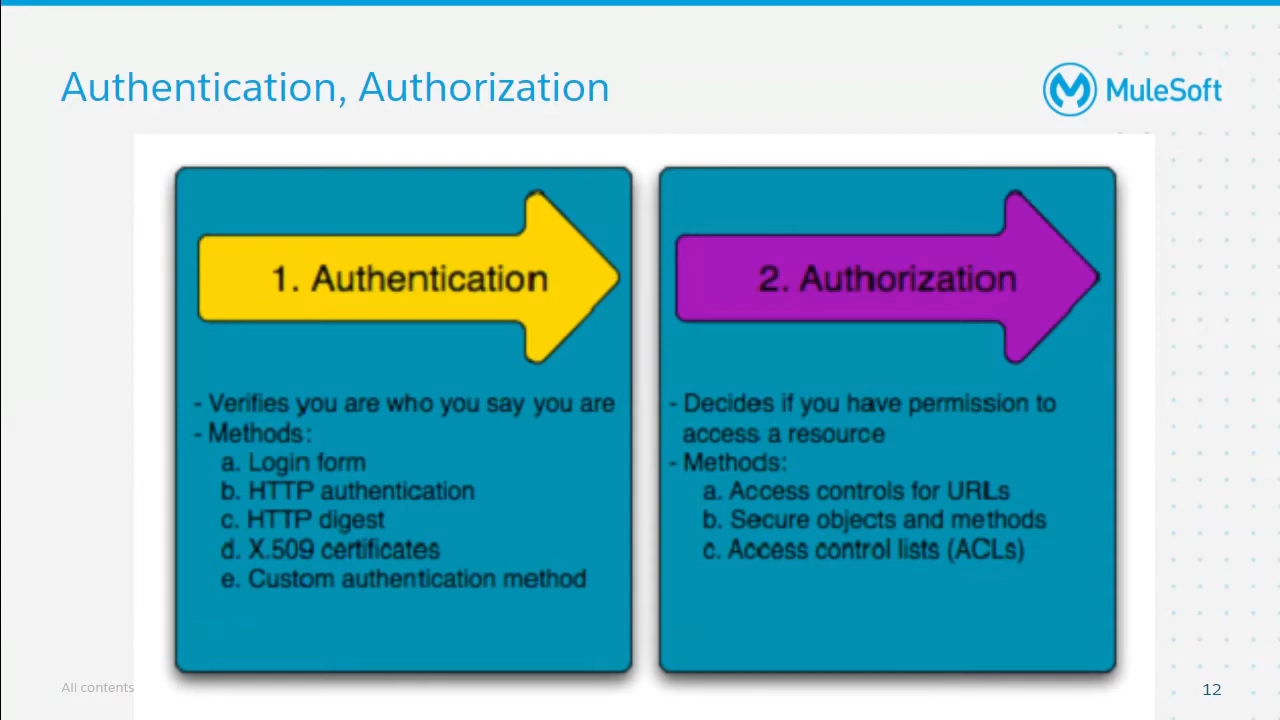 Authentication, Authorization
MuleSoft
1. Authentication
- Verifies you are who you say you are
- Methods:
a. Login form
b. HTTP authentication
c. HTTP digest
d. X.509 certificates
e. Custom authentication method
2. Authorization
- Decides if you have permission to
access a resource
- Methods:
a. Access controls for URLs
b. Secure objects and methods
c. Access control lists (ACLs)
All contents
12